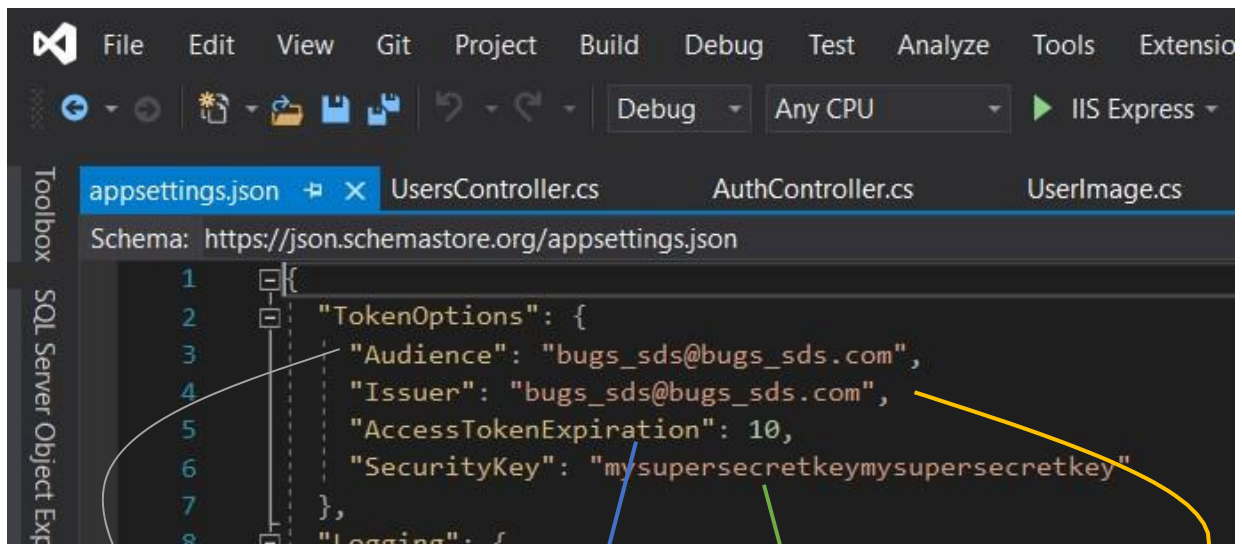 File Edit View Git Project Build Debug Test Analyze Tools Extensio
Debug Any CPU IIS Express
appsettings.json UsersController.cs AuthController.cs UserImage.cs
Schema: https://json.schemastore.org/appsettings.json
Toolbox
SQL Server Object Exp
1 {
2 "TokenOptions": {
3 "Audience": "bugs_sds@bugs_sds.com",
4 "Issuer": "bugs_sds@bugs_sds.com",
5 "AccessTokenExpiration": 10,
6 "SecurityKey": "mysupersecretkeymysupersecretkey"
7 },
8 "Logging": {